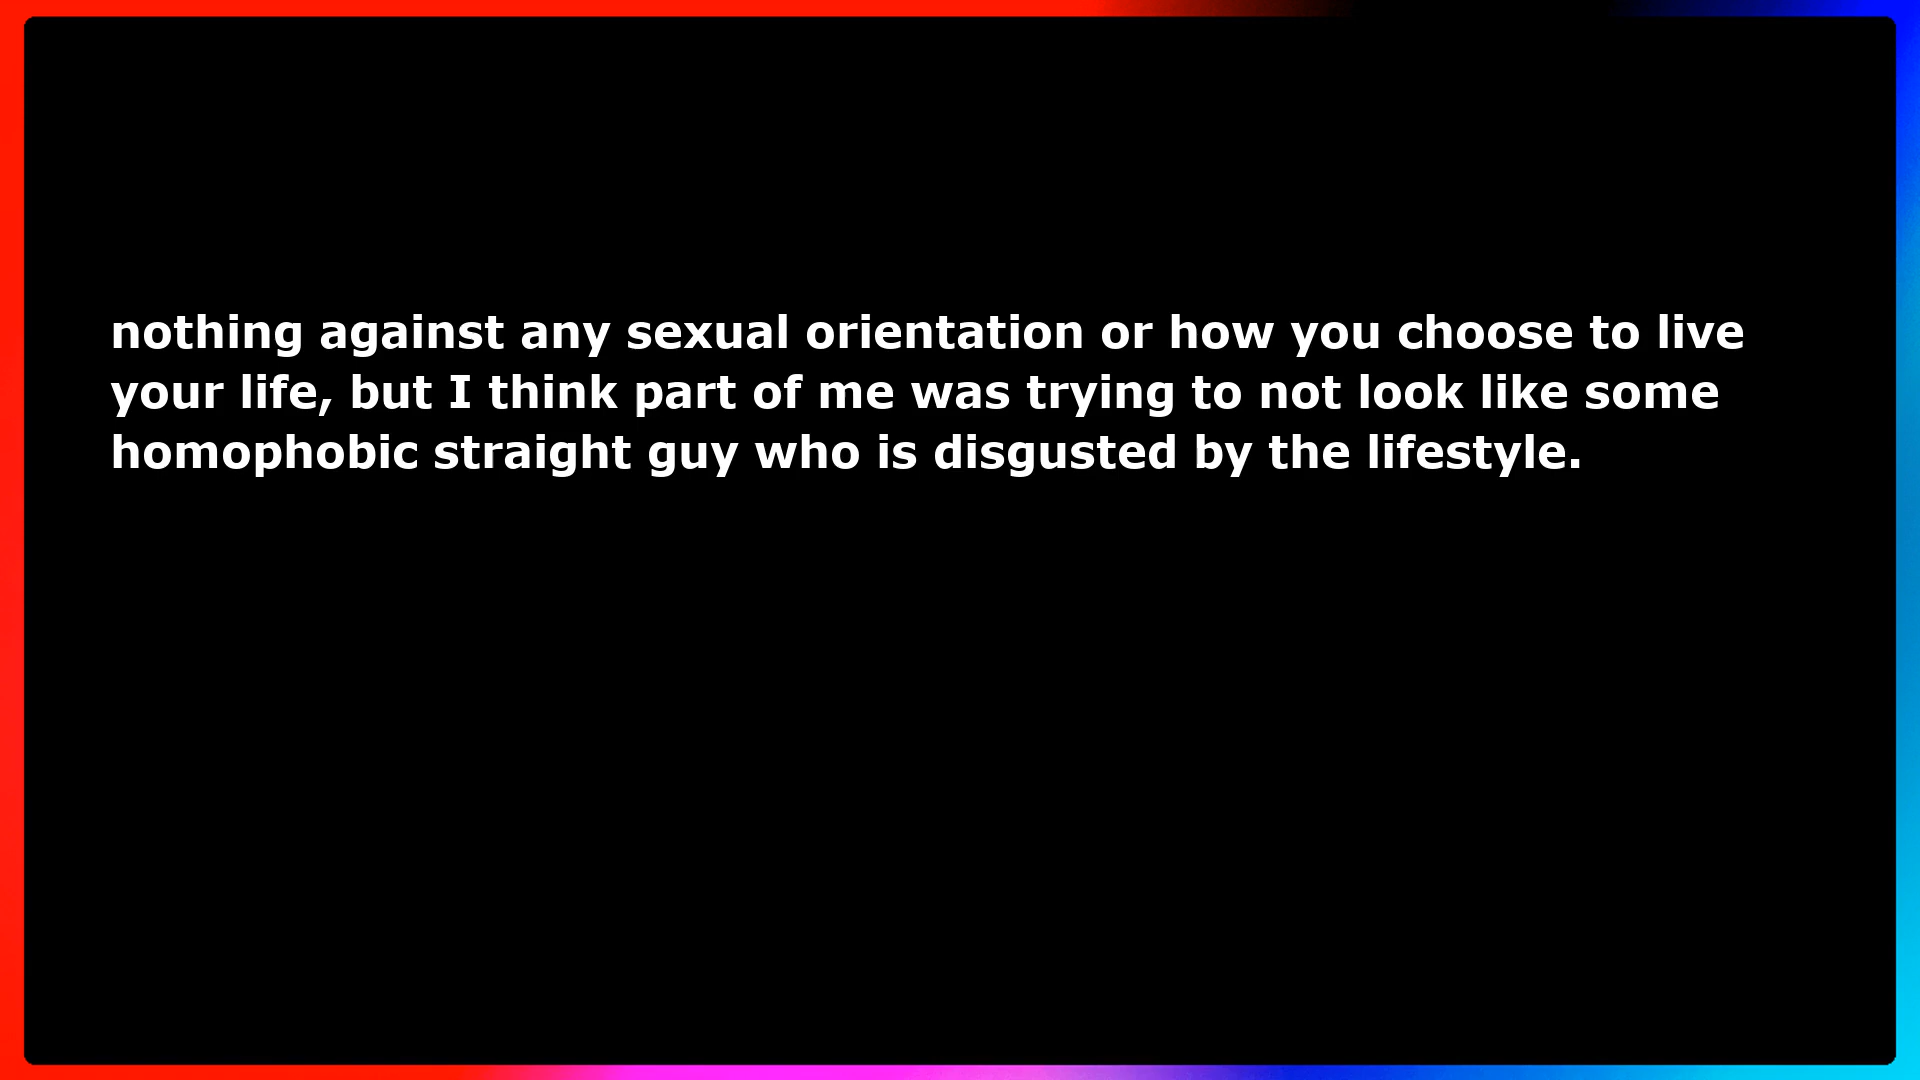 nothing against any sexual orientation or how you choose to live
your life, but I think part of me was trying to not look like some
homophobic straight guy who is disgusted by the lifestyle.